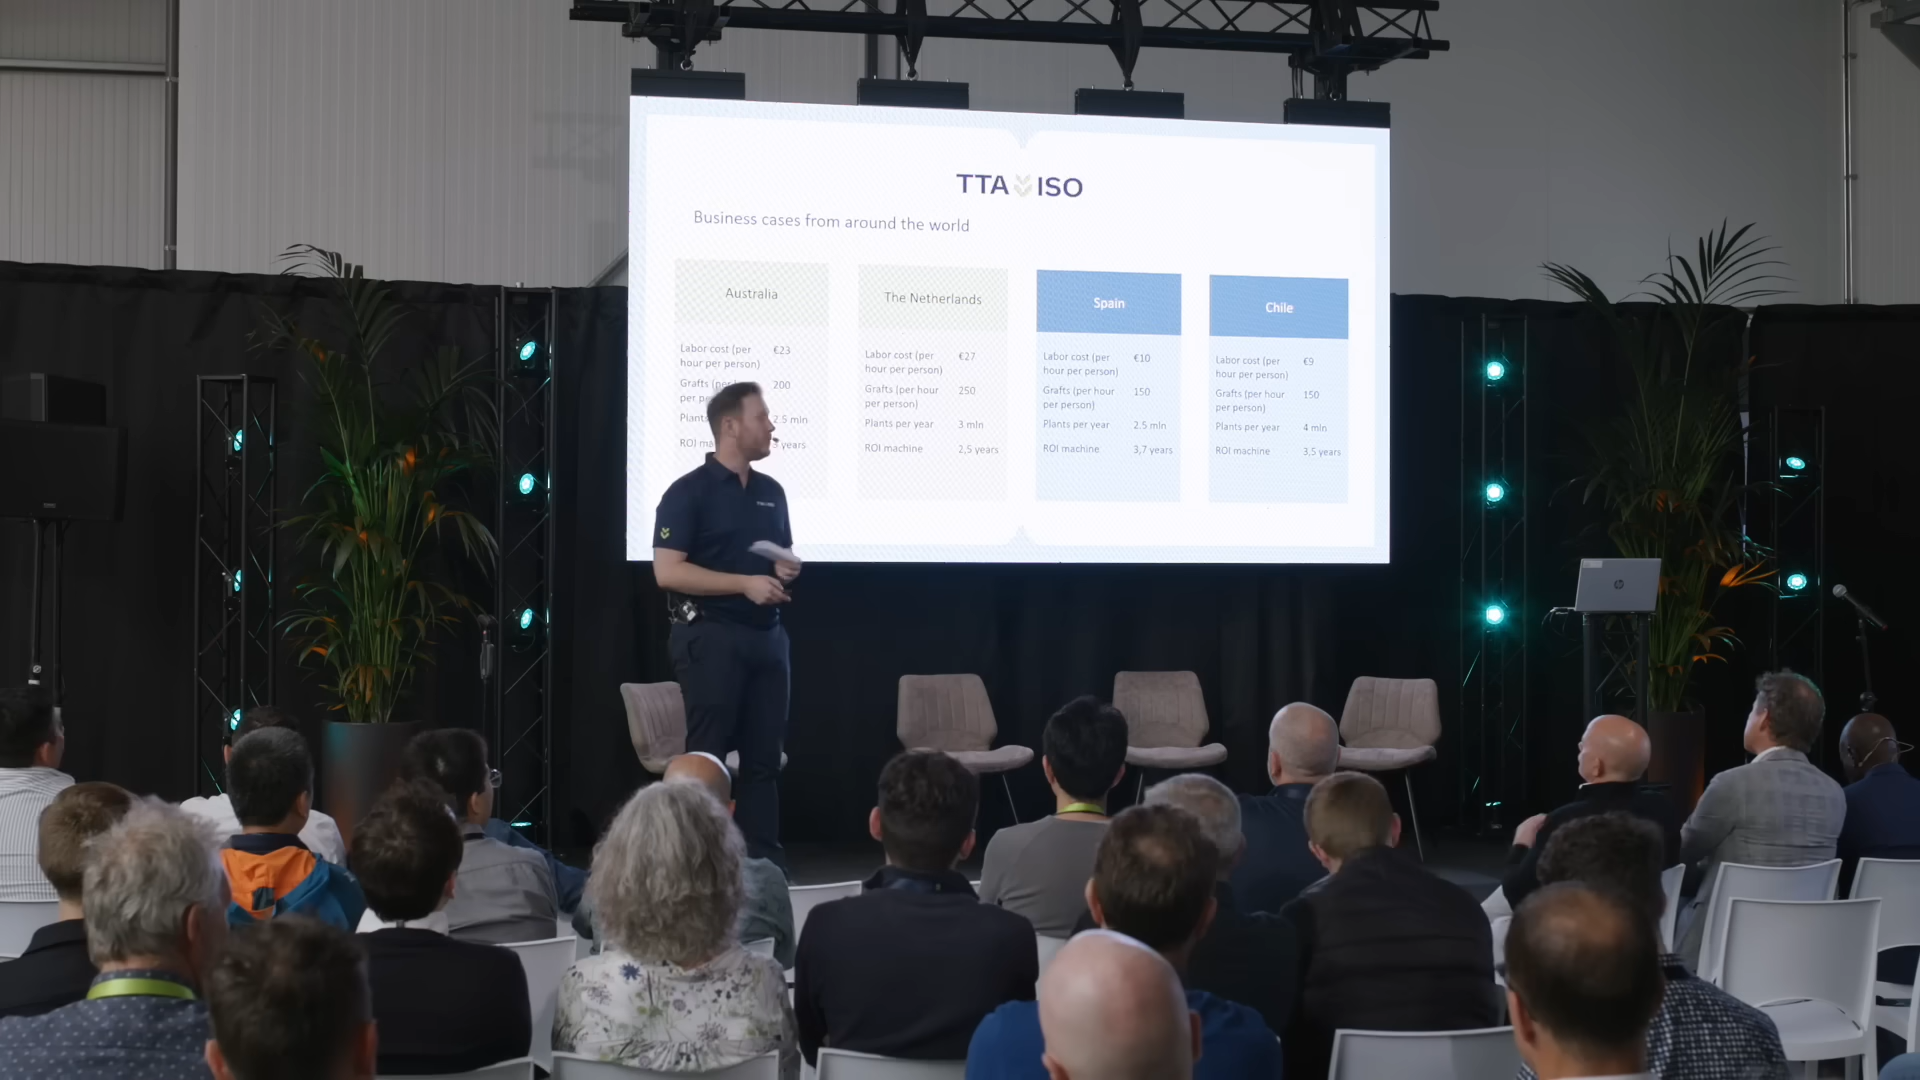 TTA ISO
Business cases from around the world
Australia
Labor cost (per
hour per person)
€23
Grafts (per
per
200
Plants
2.5 mln
ROI
3 years
The Netherlands
Labor cost (per
hour per person)
€27
Grafts (per hour
per person)
250
Plants per year
3 mln
ROI machine
2,5 years
Spain
Labor cost (per
hour per person)
€10
Grafts (per hour
per person)
150
Plants per year
2.5 mln
ROI machine
3,7 years
Chile
Labor cost (per
hour per person)
€9
Grafts (per hour
per person)
150
Plants per year
4 mln
ROI machine
3,5 years
hp